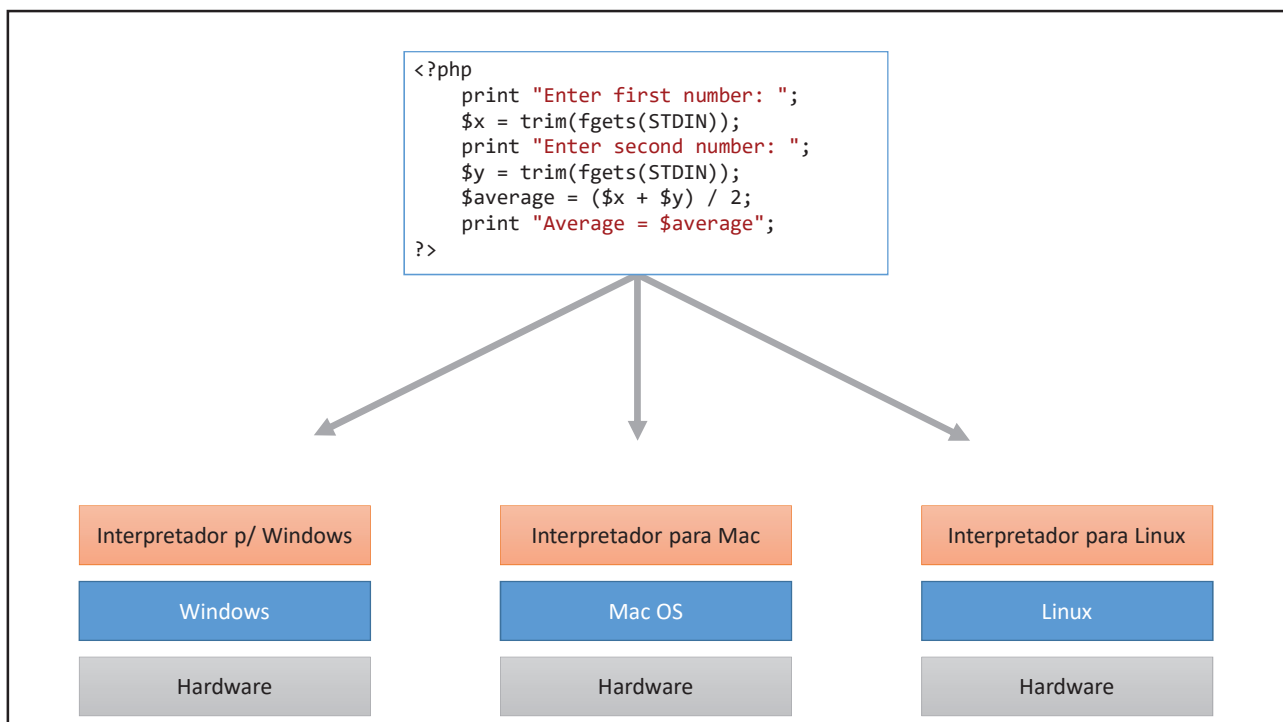 <?php
    print "Enter first number: ";
    $x = trim(fgets(STDIN));
    print "Enter second number: ";
    $y = trim(fgets(STDIN));
    $average = ($x + $y) / 2;
    print "Average = $average";
?>
Interpretador p/ Windows
Interpretador para Mac
Interpretador para Linux
Windows
Mac OS
Linux
Hardware
Hardware
Hardware